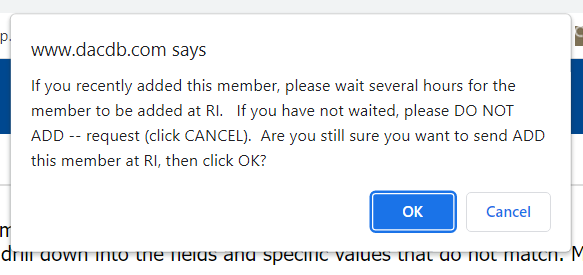 p.
www.dacdb.com says
If you recently added this member, please wait several hours for the
member to be added at RI.   If you have not waited, please DO NOT
ADD -- request (click CANCEL).  Are you still sure you want to send ADD
this member at RI, then click OK?
OK
Cancel
m
drill down into the fields and specific values that do not match. M